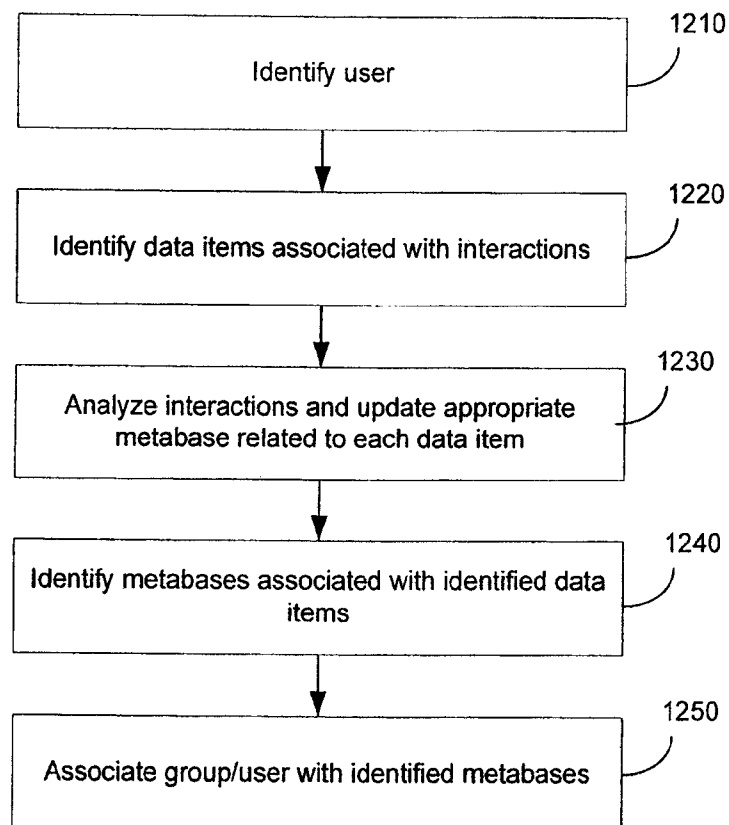 1210
Identify user
1220
Identify data items associated with interactions
1230
Analyze interactions and update appropriate
metabase related to each data item
1240
Identify metabases associated with identified data
items
1250
Associate group/user with identified metabases